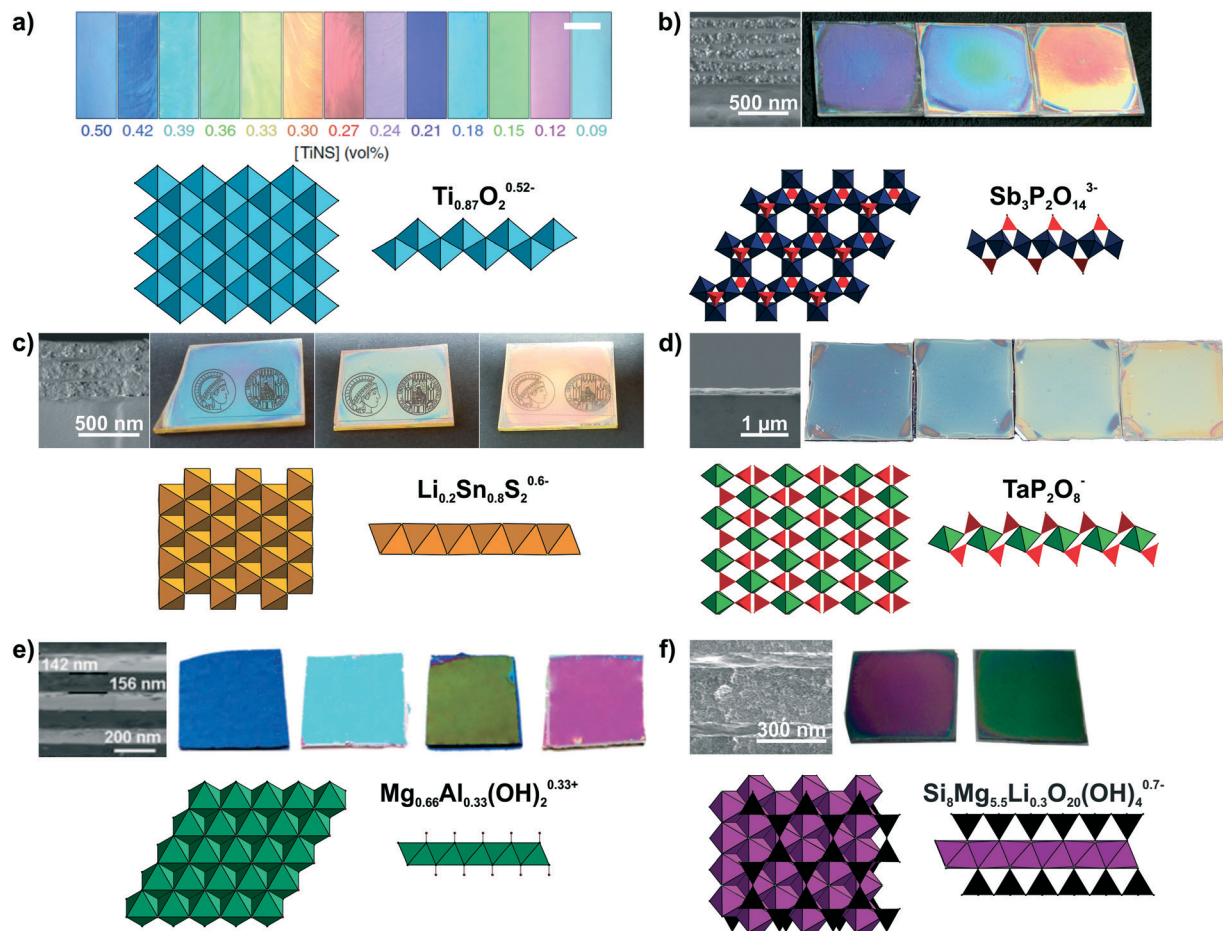 a)
0.50 0.42 0.39 0.36 0.33 0.30 0.27 0.24 0.21 0.18 0.15 0.12 0.09
[TiNS] (vol%)
Ti0.87O2^0.52-
b)
500 nm
Sb3P2O14^3-
c)
500 nm
Li0.2Sn0.8S2^0.6-
d)
1 µm
TaP2O8^-
e)
142 nm
156 nm
200 nm
Mg0.66Al0.33(OH)2^0.33+
f)
300 nm
Si8Mg5.5Li0.3O20(OH)4^0.7-